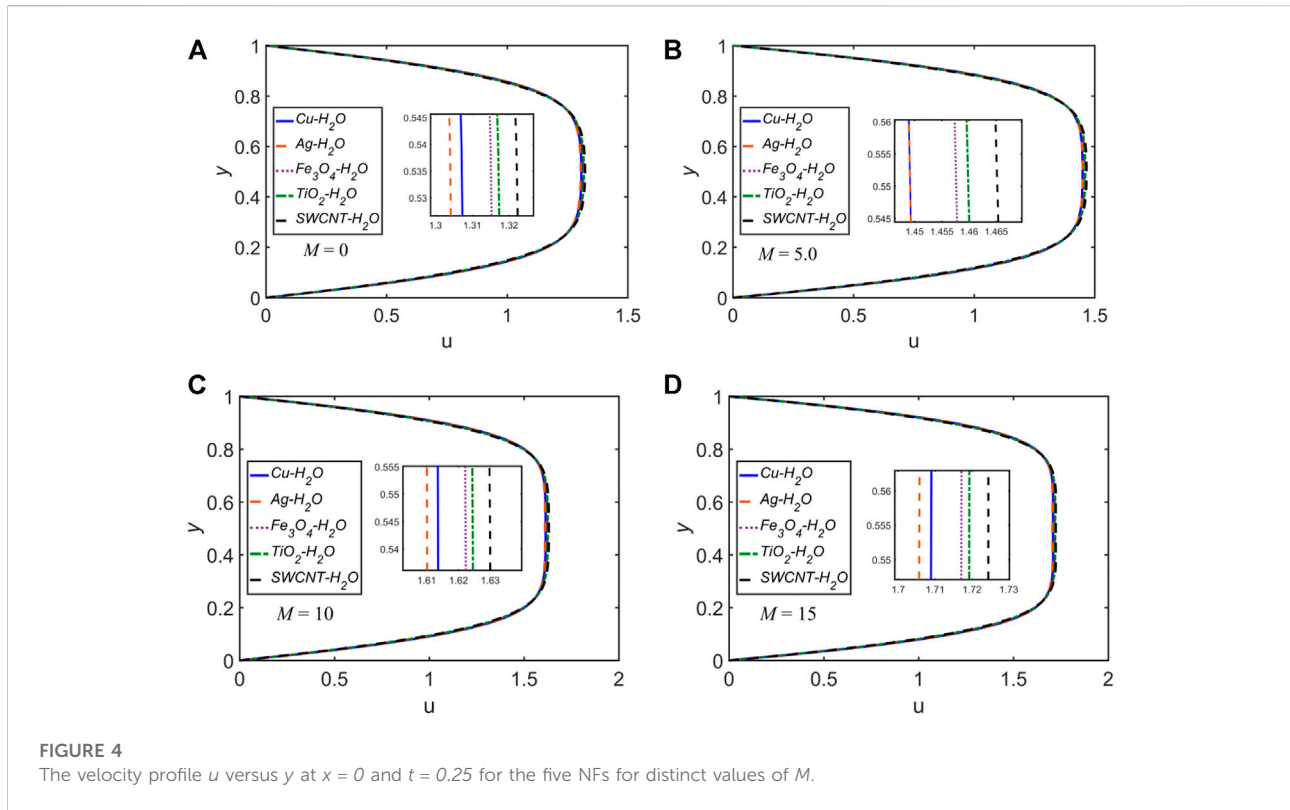 A
1
0.8
0.6
0.4
0.2
0
y
Cu-H2O
Ag-H2O
Fe3O4-H2O
TiO2-H2O
SWCNT-H2O
M = 0
0.545
0.54
0.535
0.53
1.3 1.31 1.32
0 0.5 1 1.5
u
B
1
0.8
0.6
0.4
0.2
0
y
Cu-H2O
Ag-H2O
Fe3O4-H2O
TiO2-H2O
SWCNT-H2O
M = 5.0
0.56
0.555
0.55
0.545
1.45 1.455 1.46 1.465
0 0.5 1 1.5
u
C
1
0.8
0.6
0.4
0.2
0
y
Cu-H2O
Ag-H2O
Fe3O4-H2O
TiO2-H2O
SWCNT-H2O
M = 10
0.555
0.55
0.545
0.54
1.61 1.62 1.63
0 0.5 1 1.5 2
u
D
1
0.8
0.6
0.4
0.2
0
y
Cu-H2O
Ag-H2O
Fe3O4-H2O
TiO2-H2O
SWCNT-H2O
M = 15
0.56
0.555
0.55
1.7 1.71 1.72 1.73
0 0.5 1 1.5 2
u
FIGURE 4
The velocity profile u versus y at x = 0 and t = 0.25 for the five NFs for distinct values of M.